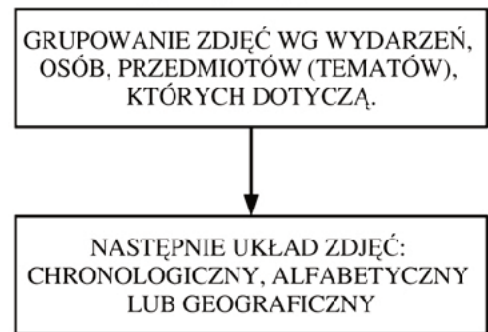 GRUPOWANIE ZDJĘĆ WG WYDARZEŃ,
OSÓB, PRZEDMIOTÓW (TEMATÓW),
KTÓRYCH DOTYCZĄ.
NASTĘPNIE UKŁAD ZDJĘĆ:
CHRONOLOGICZNY, ALFABETYCZNY
LUB GEOGRAFICZNY